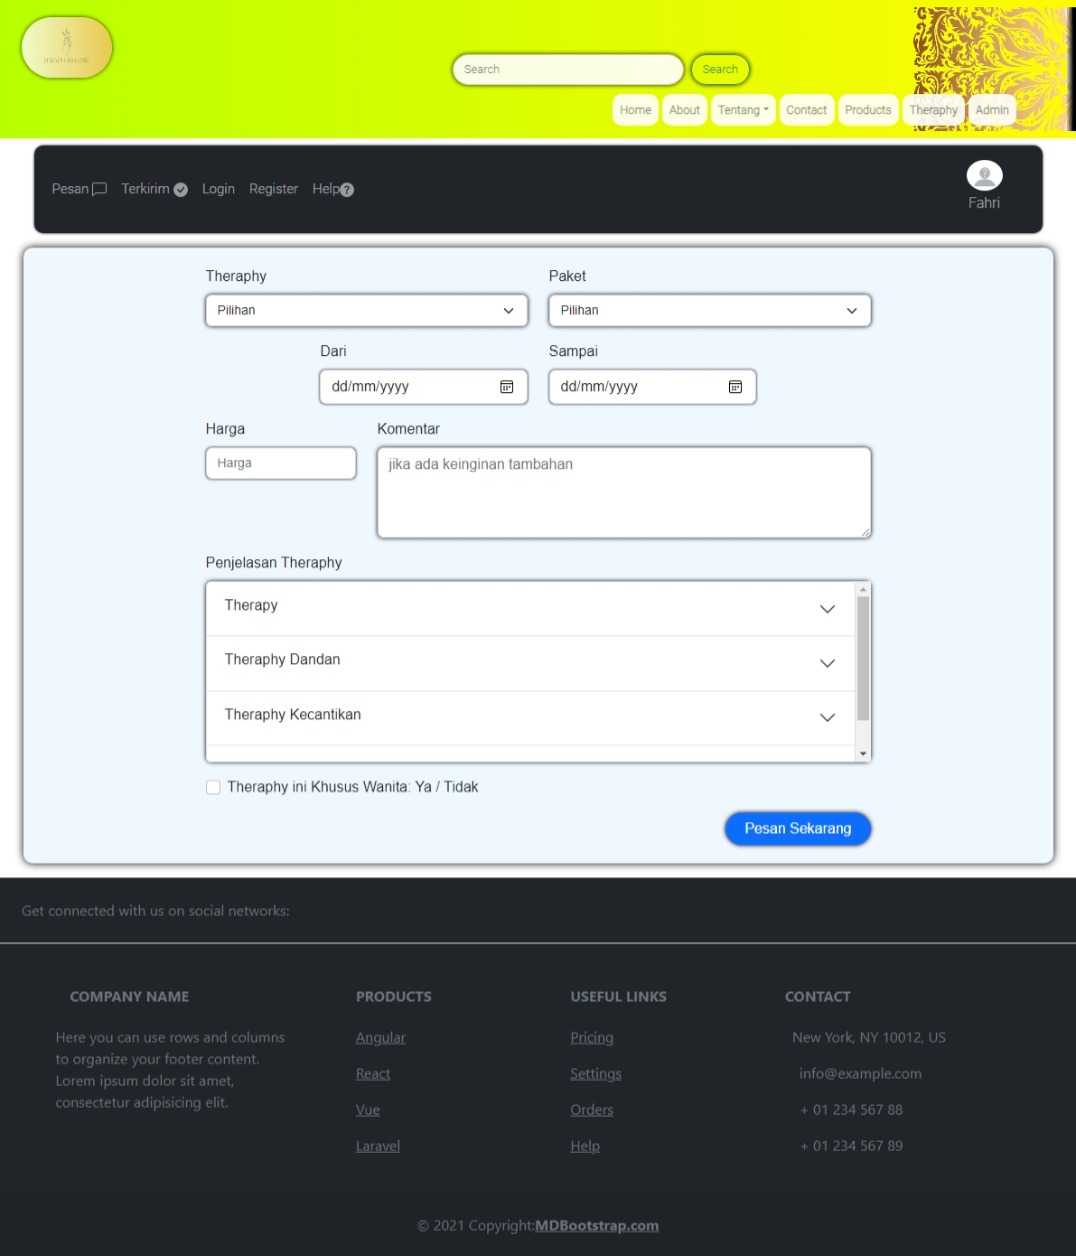 Search
Search
Home
About
Tentang
Contact
Products
Theraphy
Admin
Pesan
Terkirim
Login
Register
Help
Fahri
Theraphy
Paket
Pilihan
Pilihan
Dari
Sampai
dd/mm/yyyy
dd/mm/yyyy
Harga
Komentar
Harga
jika ada keinginan tambahan
Penjelasan Theraphy
Therapy
Theraphy Dandan
Theraphy Kecantikan
Theraphy ini Khusus Wanita: Ya / Tidak
Pesan Sekarang
Get connected with us on social networks:
COMPANY NAME
Here you can use rows and columns
to organize your footer content.
Lorem ipsum dolor sit amet,
consectetur adipisicing elit.
PRODUCTS
Angular
React
Vue
Laravel
USEFUL LINKS
Pricing
Settings
Orders
Help
CONTACT
New York, NY 10012, US
info@example.com
+ 01 234 567 88
+ 01 234 567 89
© 2021 Copyright:MDBootstrap.com